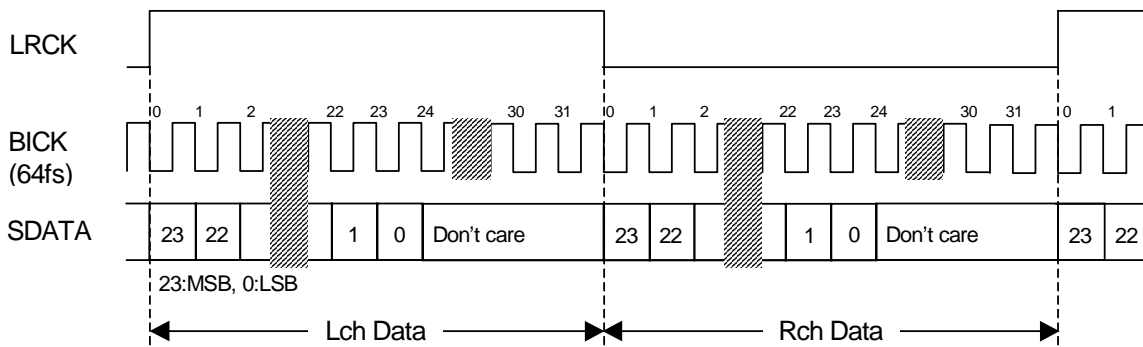 LRCK
0 1 2 22 23 24 30 31 0 1 2 22 23 24 30 31 0 1
BICK
(64fs)
SDATA 23 22 1 0 Don't care 23 22 1 0 Don't care 23 22
23:MSB, 0:LSB
Lch Data Rch Data